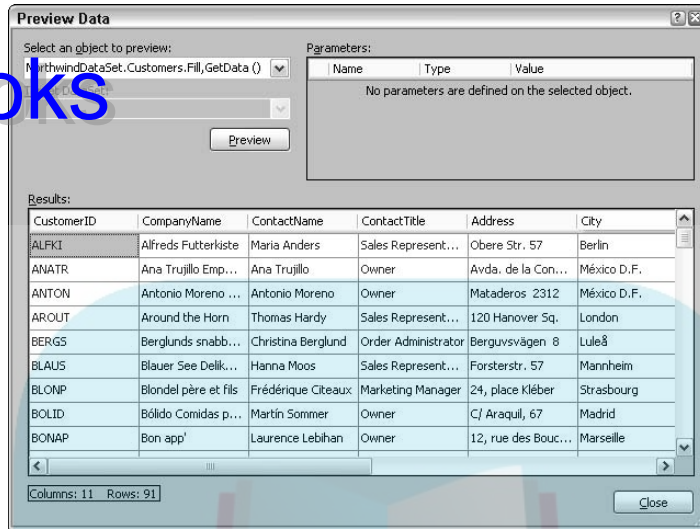 Preview Data
Select an object to preview:
NorthwindDataSet.Customers.Fill,GetData ()
oks
DataSet:
Preview
Parameters:
Name Type Value
No parameters are defined on the selected object.
Results:
CustomerID CompanyName ContactName ContactTitle Address City
ALFKI Alfreds Futterkiste Maria Anders Sales Represent... Obere Str. 57 Berlin
ANATR Ana Trujillo Emp... Ana Trujillo Owner Avda. de la Con... México D.F.
ANTON Antonio Moreno ... Antonio Moreno Owner Mataderos 2312 México D.F.
AROUT Around the Horn Thomas Hardy Sales Represent... 120 Hanover Sq. London
BERGS Berglunds snabb... Christina Berglund Order Administrator Berguvsvägen 8 Luleå
BLAUS Blauer See Delik... Hanna Moos Sales Represent... Forsterstr. 57 Mannheim
BLONP Blondel père et fils Frédérique Citeaux Marketing Manager 24, place Kléber Strasbourg
BOLID Bólido Comidas p... Martín Sommer Owner C/ Araquil, 67 Madrid
BONAP Bon app' Laurence Lebihan Owner 12, rue des Bouc... Marseille
Columns: 11 Rows: 91
Close